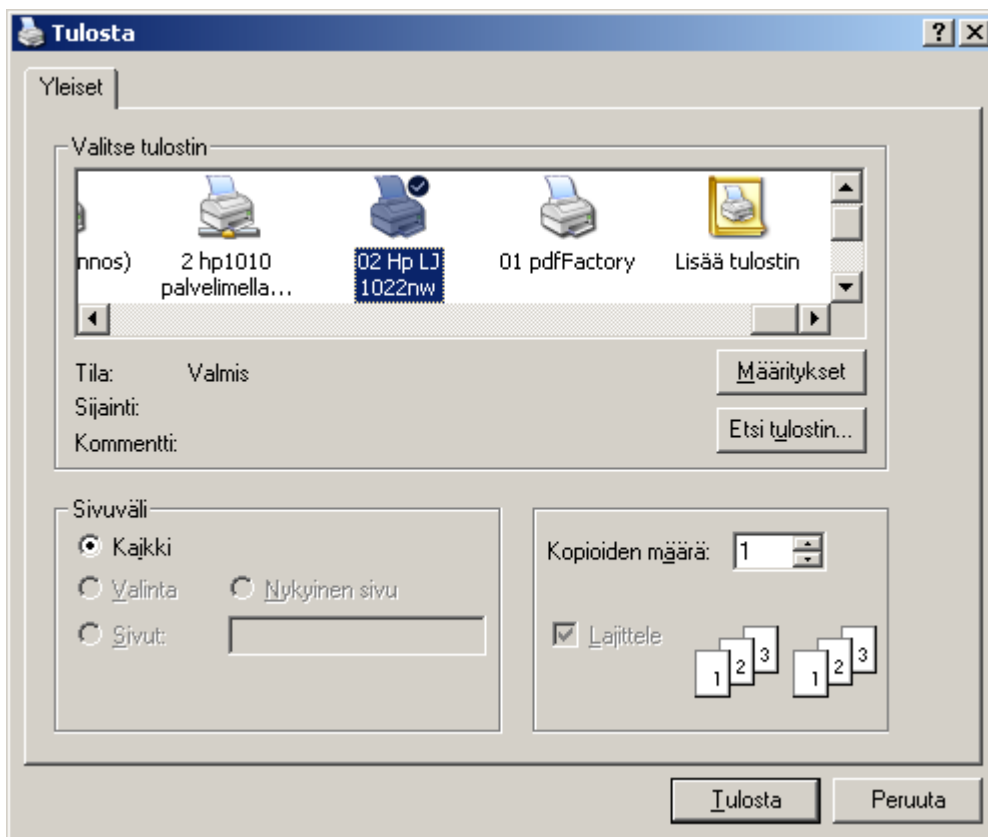 Tulosta
Yleiset
Valitse tulostin
nnos)
2 hp1010
palvelimella...
02 Hp LJ
1022nw
01 pdfFactory
Lisää tulostin
Tila: Valmis
Määritykset
Sijainti:
Etsi tulostin...
Kommentti:
Sivuväli
Kaikki
Kopioiden määrä: 1
Valinta Nykyinen sivu
Sivut:
Lajittele
1 2 3 1 2 3
Tulosta Peruuta